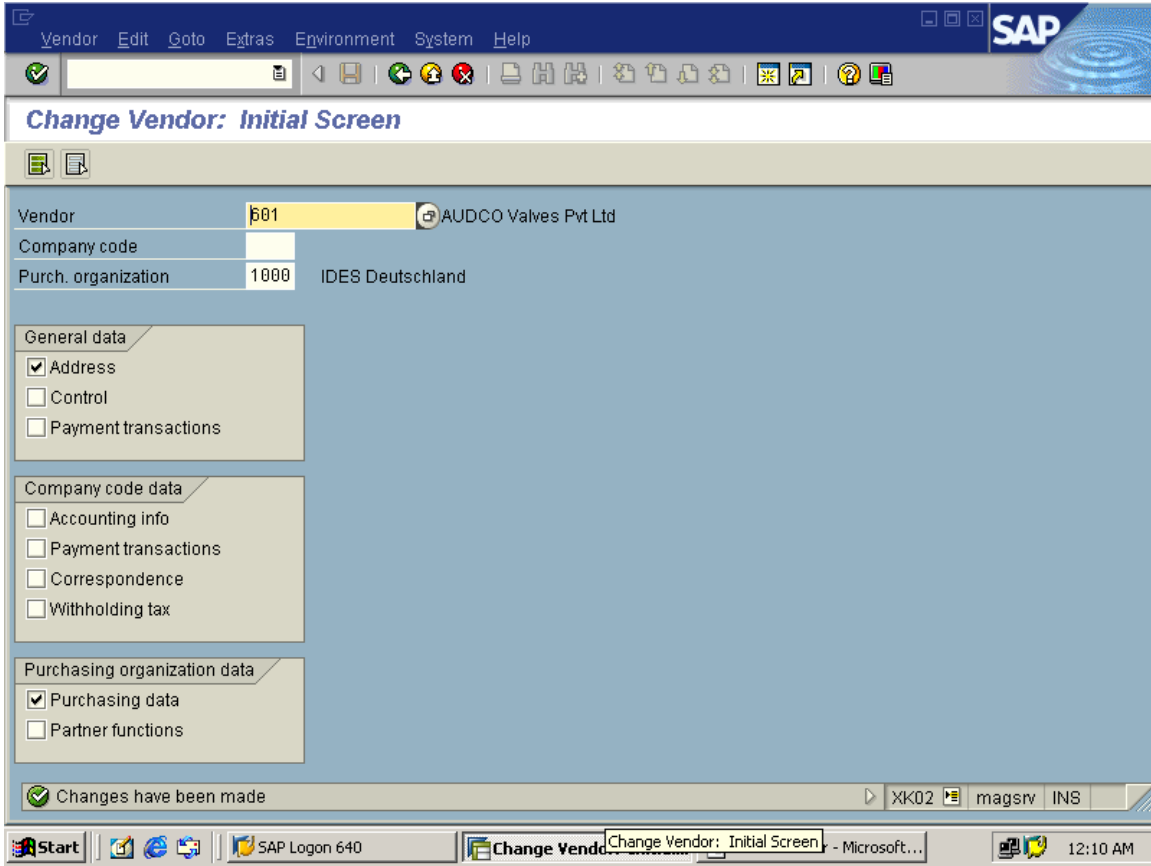 Vendor Edit Goto Extras Environment System Help
SAP
Change Vendor: Initial Screen
Vendor 601 AUDCO Valves Pvt Ltd
Company code
Purch. organization 1000 IDES Deutschland
General data
Address
Control
Payment transactions
Company code data
Accounting info
Payment transactions
Correspondence
Withholding tax
Purchasing organization data
Purchasing data
Partner functions
Changes have been made XK02 magsrv INS
Start SAP Logon 640 Change Vendo Change Vendor: Initial Screen - Microsoft... 12:10 AM